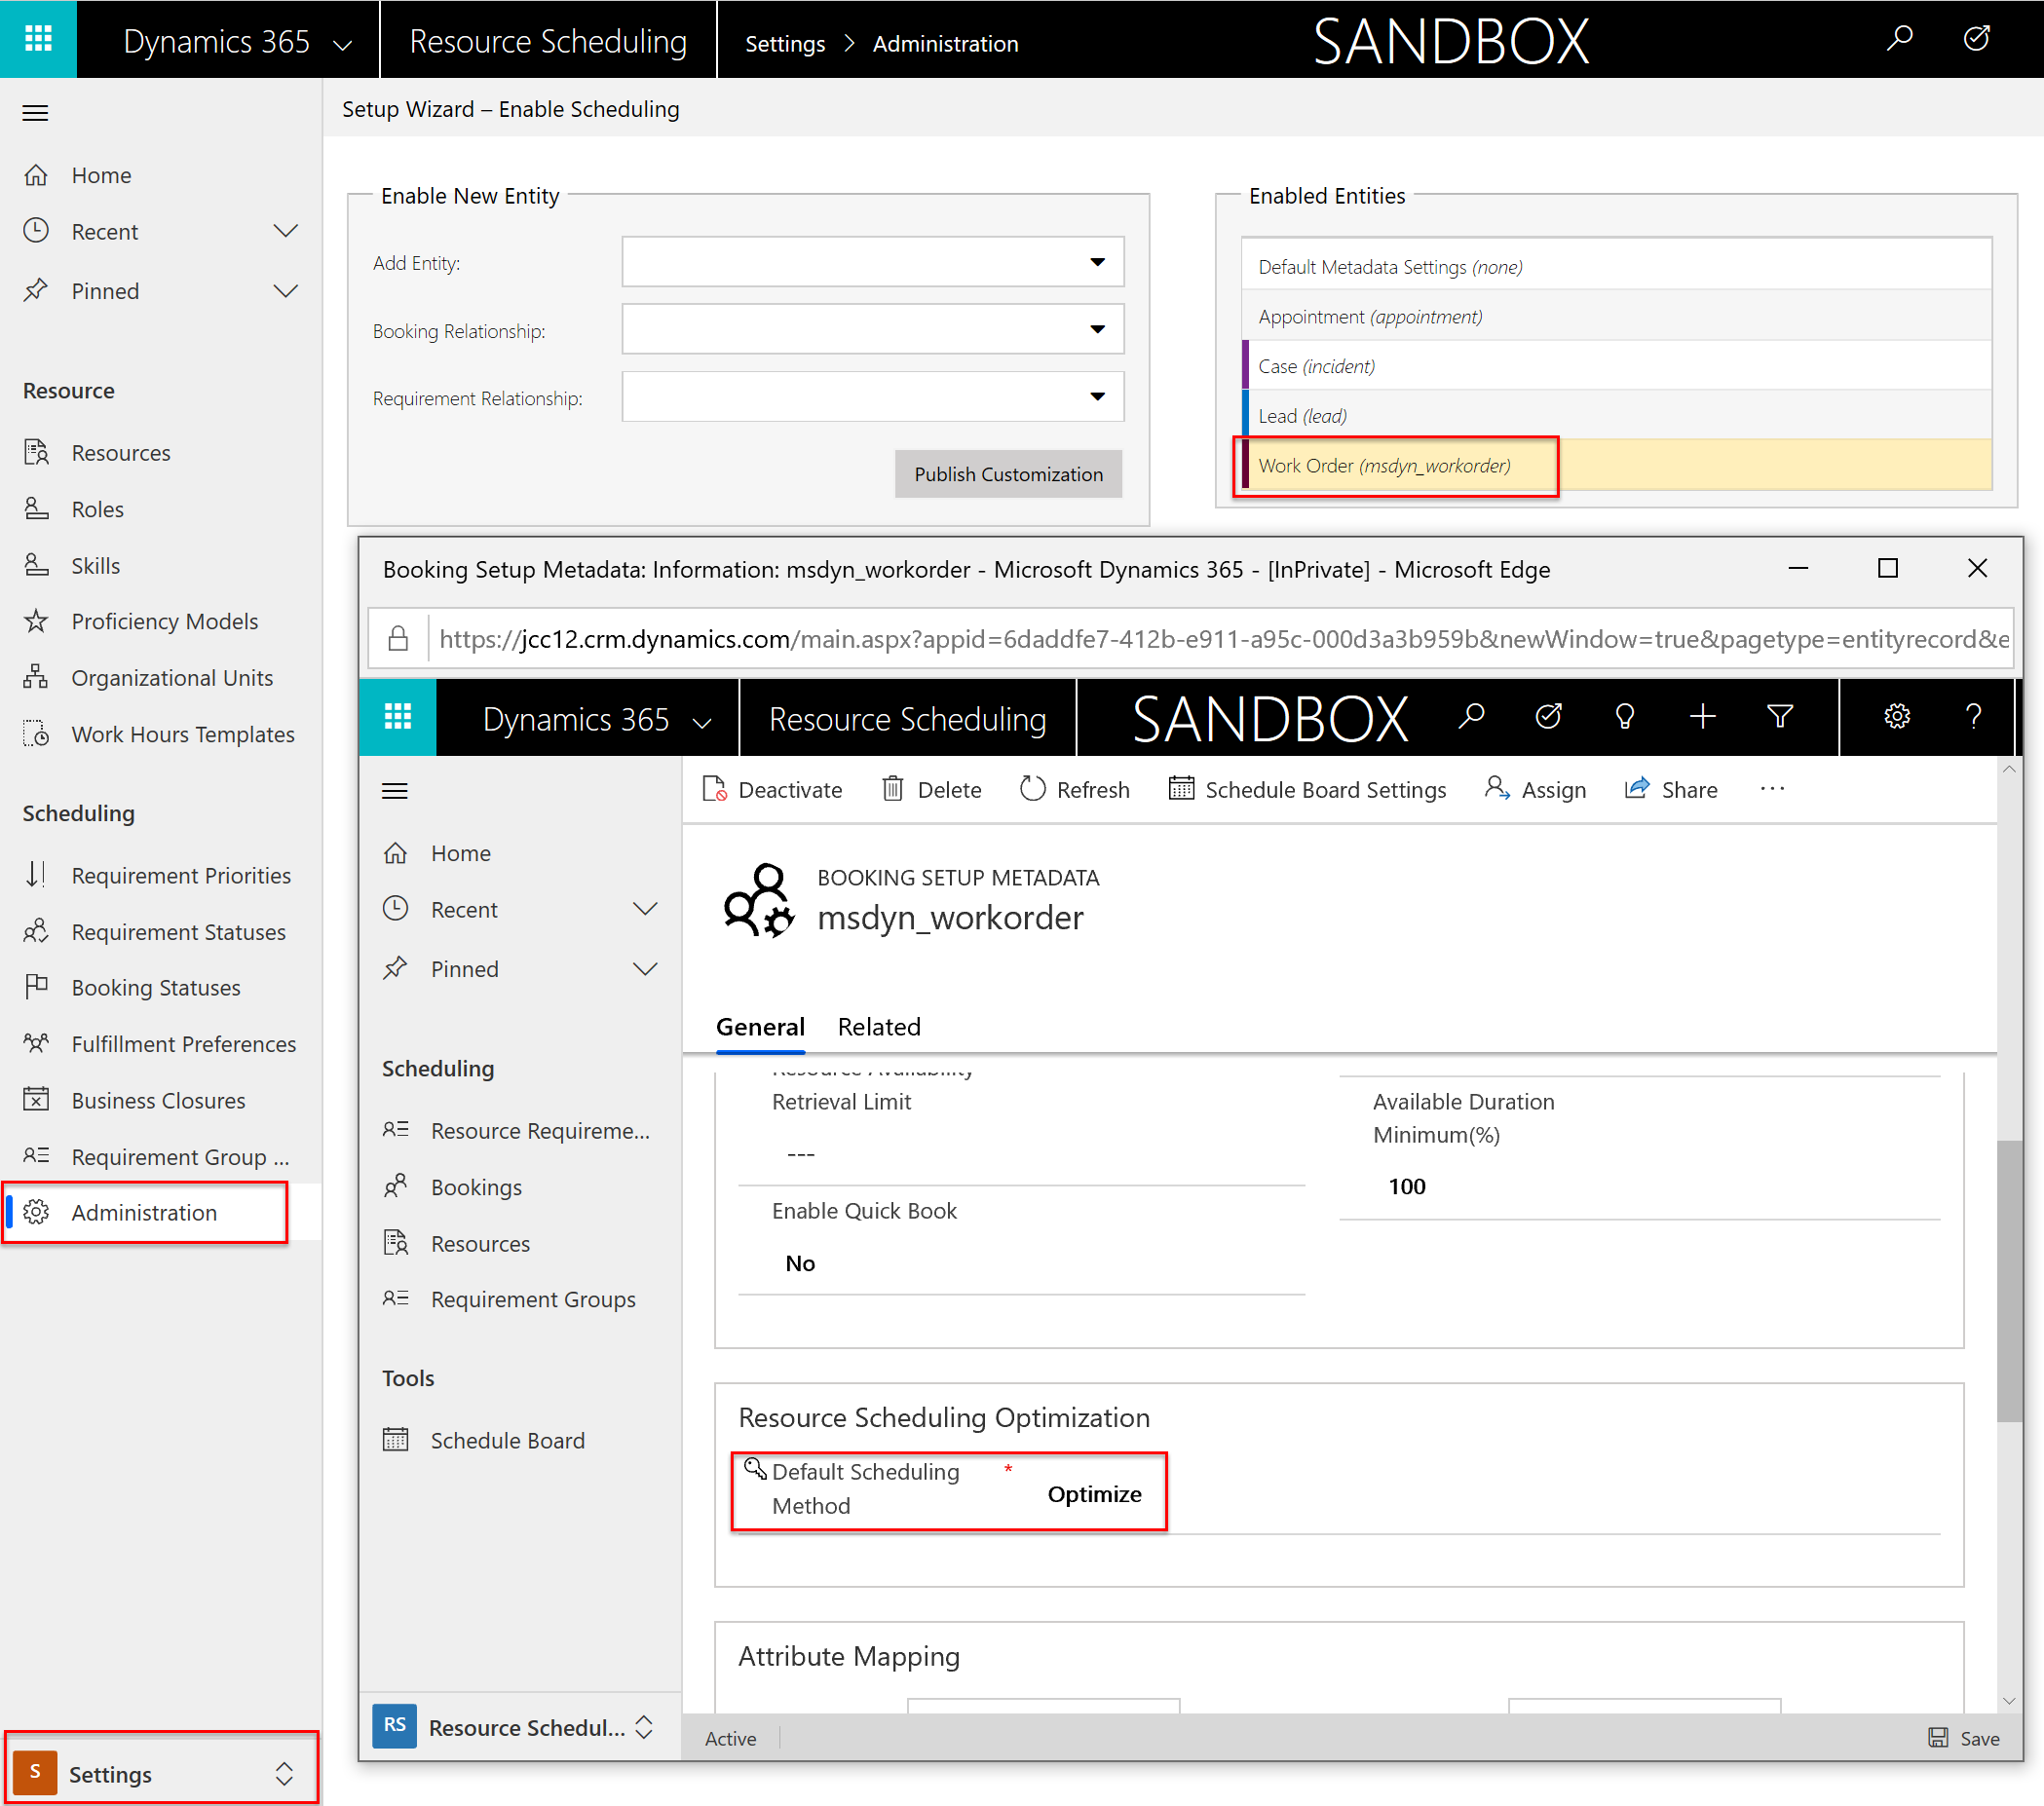 Dynamics 365
Resource Scheduling
Settings > Administration
SANDBOX
Setup Wizard – Enable Scheduling
Home
Recent
Pinned
Resource
Resources
Roles
Skills
Proficiency Models
Organizational Units
Work Hours Templates
Scheduling
Requirement Priorities
Requirement Statuses
Booking Statuses
Fulfillment Preferences
Business Closures
Requirement Group ...
Administration
S
Settings
Enable New Entity
Add Entity:
Booking Relationship:
Requirement Relationship:
Publish Customization
Enabled Entities
Default Metadata Settings (none)
Appointment (appointment)
Case (incident)
Lead (lead)
Work Order (msdyn_workorder)
Booking Setup Metadata: Information: msdyn_workorder - Microsoft Dynamics 365 - [InPrivate] - Microsoft Edge
https://jcc12.crm.dynamics.com/main.aspx?appid=6daddfe7-412b-e911-a95c-000d3a3b959b&newWindow=true&pagetype=entityrecord&e
Dynamics 365
Resource Scheduling
SANDBOX
?
Home
Recent
Pinned
Scheduling
Resource Requireme...
Bookings
Resources
Requirement Groups
Tools
Schedule Board
RS
Resource Schedul...
Deactivate
Delete
Refresh
Schedule Board Settings
Assign
Share
...
BOOKING SETUP METADATA
msdyn_workorder
General
Related
Resource Availability
Retrieval Limit
---
Available Duration
Minimum(%)
100
Enable Quick Book
No
Resource Scheduling Optimization
Default Scheduling *
Method
Optimize
Attribute Mapping
Active
Save